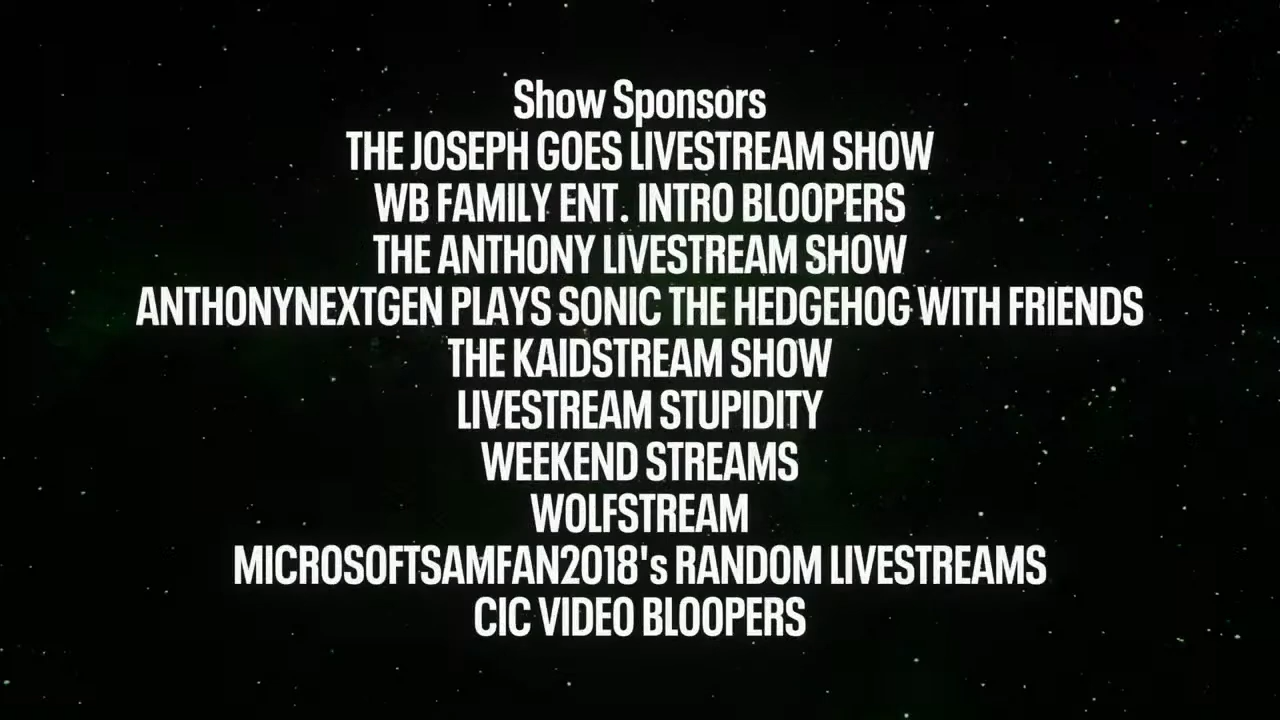 Show Sponsors
THE JOSEPH GOES LIVESTREAM SHOW
WB FAMILY ENT. INTRO BLOOPERS
THE ANTHONY LIVESTREAM SHOW
ANTHONYNEXTGEN PLAYS SONIC THE HEDGEHOG WITH FRIENDS
THE KAIDSTREAM SHOW
LIVESTREAM STUPIDITY
WEEKEND STREAMS
WOLFSTREAM
MICROSOFTSAMFAN2018's RANDOM LIVESTREAMS
CIC VIDEO BLOOPERS